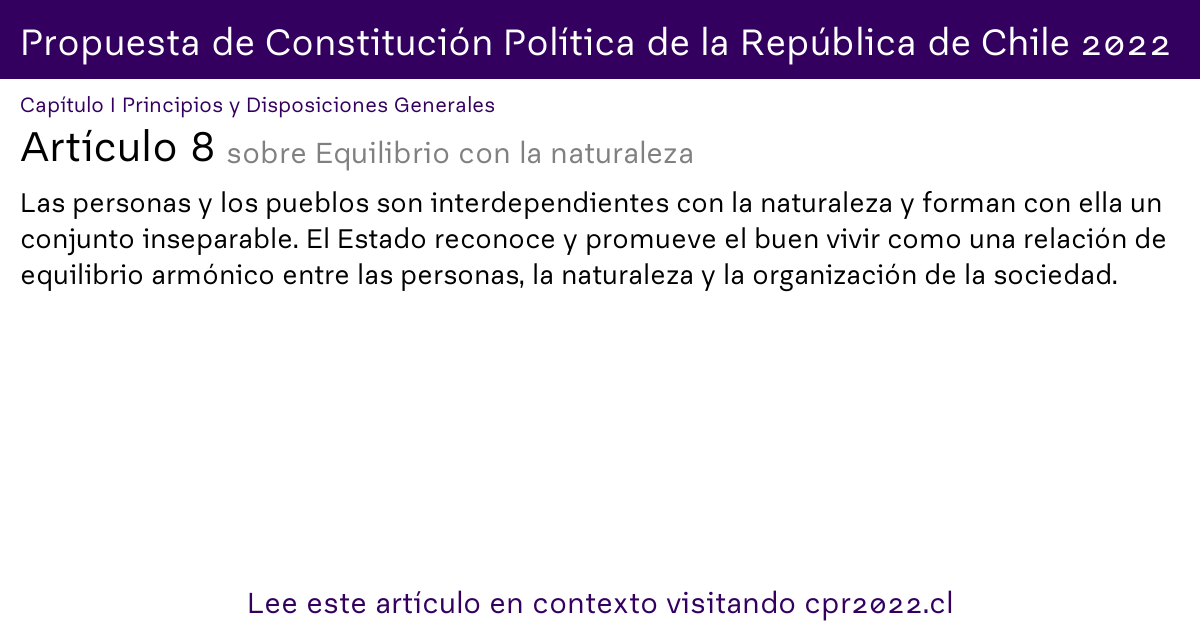 Propuesta de Constitución Política de la República de Chile 2022
Capítulo I Principios y Disposiciones Generales
Artículo 8 sobre Equilibrio con la naturaleza
Las personas y los pueblos son interdependientes con la naturaleza y forman con ella un
conjunto inseparable. El Estado reconoce y promueve el buen vivir como una relación de
equilibrio armónico entre las personas, la naturaleza y la organización de la sociedad.
Lee este artículo en contexto visitando cpr2022.cl